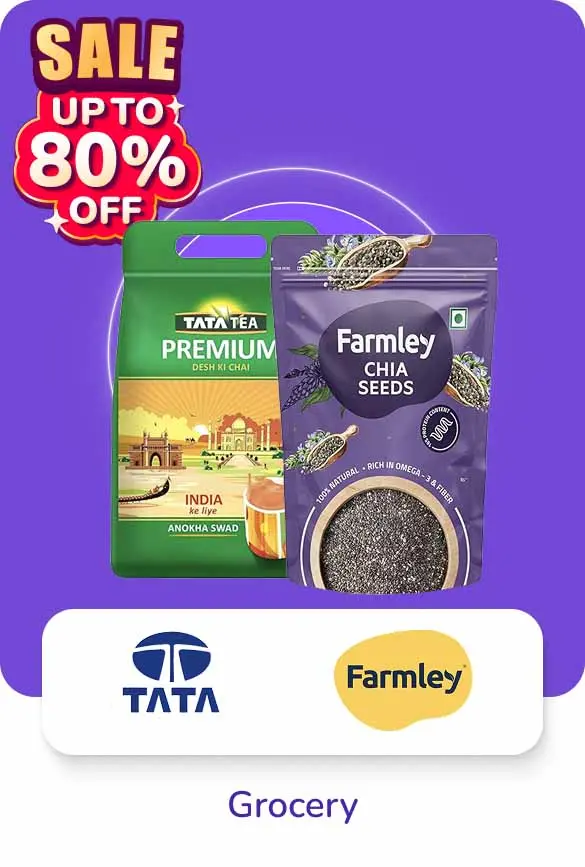 SALE
UP TO
80%
OFF
TATA TEA
PREMIUM
DESH KI CHAI
INDIA
ke liye
ANOKHA SWAD
Farmley
CHIA
SEEDS
100% NATURAL • RICH IN OMEGA - 3 & FIBER
TATA
Farmley
Grocery